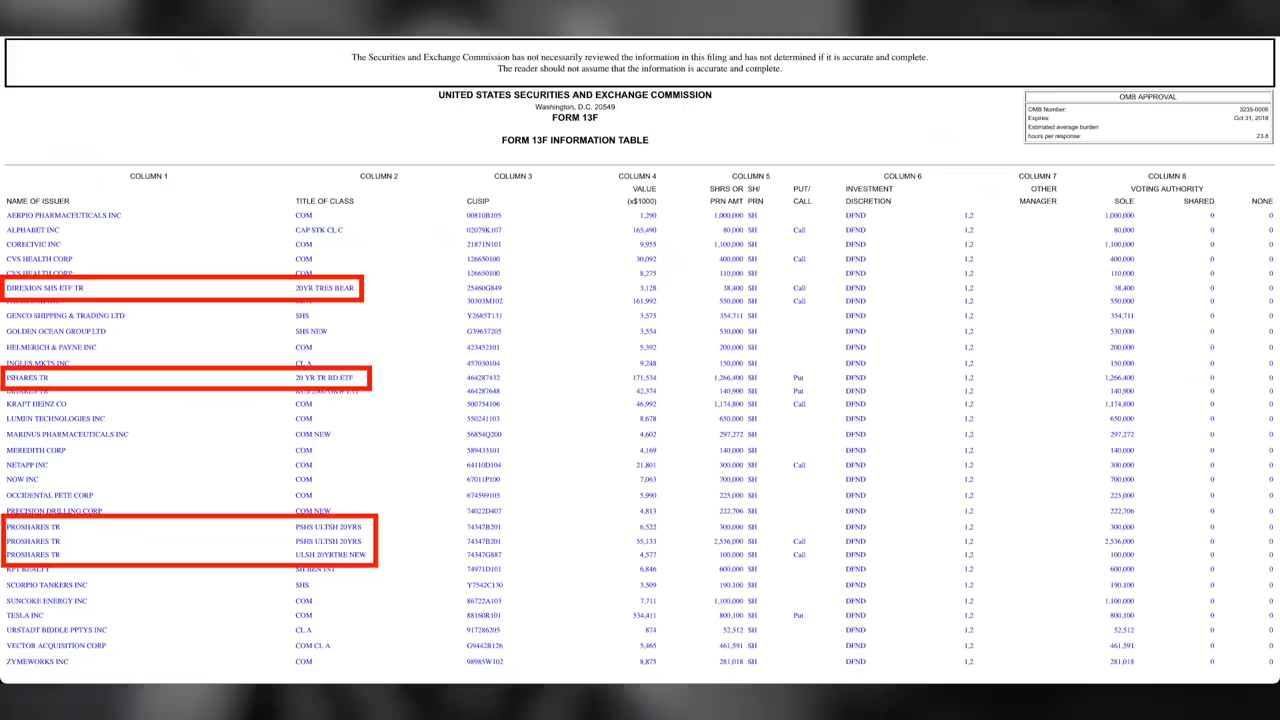 The Securities and Exchange Commission has not necessarily reviewed the information in this filing and has not determined if it is accurate and complete.
The reader should not assume that the information is accurate and complete.
UNITED STATES SECURITIES AND EXCHANGE COMMISSION
Washington, D.C. 20549
FORM 13F
FORM 13F INFORMATION TABLE
OMB APPROVAL
OMB Number: 3235-0006
Expires: Oct 31, 2018
Estimated average burden
hours per response: 23.8
COLUMN 1 COLUMN 2 COLUMN 3 COLUMN 4 COLUMN 5 COLUMN 6 COLUMN 7 COLUMN 8
VALUE SHRS OR SH/ PUT/ INVESTMENT OTHER VOTING AUTHORITY
NAME OF ISSUER TITLE OF CLASS CUSIP (x$1000) PRN AMT PRN CALL DISCRETION MANAGER SOLE SHARED NONE
AERPIO PHARMACEUTICALS INC COM 00810B105 1,290 1,000,000 SH DFND 1,2 1,000,000 0 0
ALPHABET INC CAP STK CL C 02079K107 165,490 80,000 SH Call DFND 1,2 80,000 0 0
CORECIVIC INC COM 21871N101 9,955 1,100,000 SH DFND 1,2 1,100,000 0 0
CVS HEALTH CORP COM 126650100 30,092 400,000 SH Call DFND 1,2 400,000 0 0
CVS HEALTH CORP COM 126650100 8,275 110,000 SH DFND 1,2 110,000 0 0
DIREXION SHS ETF TR 20YR TRES BEAR 25460G849 3,128 38,400 SH Call DFND 1,2 38,400 0 0
30303M102 161,992 550,000 SH Call DFND 1,2 550,000 0 0
GENCO SHIPPING & TRADING LTD SHS Y2685T131 3,575 354,711 SH DFND 1,2 354,711 0 0
GOLDEN OCEAN GROUP LTD SHS NEW G39637205 3,554 530,000 SH DFND 1,2 530,000 0 0
HELMERICH & PAYNE INC COM 423452101 5,392 200,000 SH DFND 1,2 200,000 0 0
INGLES MKTS INC CL A 457030104 9,248 150,000 SH DFND 1,2 150,000 0 0
ISHARES TR 20 YR TR BD ETF 464287432 171,534 1,266,400 SH Put DFND 1,2 1,266,400 0 0
ISHARES TR 464287648 42,374 140,900 SH Put DFND 1,2 140,900 0 0
KRAFT HEINZ CO COM 500754106 46,992 1,174,800 SH Call DFND 1,2 1,174,800 0 0
LUMEN TECHNOLOGIES INC COM 550241103 8,678 650,000 SH DFND 1,2 650,000 0 0
MARINUS PHARMACEUTICALS INC COM NEW 56854Q200 4,602 297,272 SH DFND 1,2 297,272 0 0
MEREDITH CORP COM 589433101 4,169 140,000 SH DFND 1,2 140,000 0 0
NETAPP INC COM 64110D104 21,801 300,000 SH Call DFND 1,2 300,000 0 0
NOW INC COM 67011P100 7,063 700,000 SH DFND 1,2 700,000 0 0
OCCIDENTAL PETE CORP COM 674599105 5,990 225,000 SH DFND 1,2 225,000 0 0
PRECISION DRILLING CORP COM NEW 74022D407 4,813 222,706 SH DFND 1,2 222,706 0 0
PROSHARES TR PSHS ULTSH 20YRS 74347B201 6,522 300,000 SH DFND 1,2 300,000 0 0
PROSHARES TR PSHS ULTSH 20YRS 74347B201 55,133 2,536,000 SH Call DFND 1,2 2,536,000 0 0
PROSHARES TR ULSH 20YRTRE NEW 74347G887 4,577 100,000 SH Call DFND 1,2 100,000 0 0
RPT REALTY SH BEN INT 74971D101 6,846 600,000 SH DFND 1,2 600,000 0 0
SCORPIO TANKERS INC SHS Y7542C130 3,509 190,100 SH DFND 1,2 190,100 0 0
SUNCOKE ENERGY INC COM 86722A103 7,711 1,100,000 SH DFND 1,2 1,100,000 0 0
TESLA INC COM 88160R101 534,411 800,100 SH Put DFND 1,2 800,100 0 0
URSTADT BIDDLE PPTYS INC CL A 917286205 874 52,512 SH DFND 1,2 52,512 0 0
VECTOR ACQUISITION CORP COM CL A G9442R126 5,465 461,591 SH DFND 1,2 461,591 0 0
ZYMEWORKS INC COM 98985W102 8,875 281,018 SH DFND 1,2 281,018 0 0